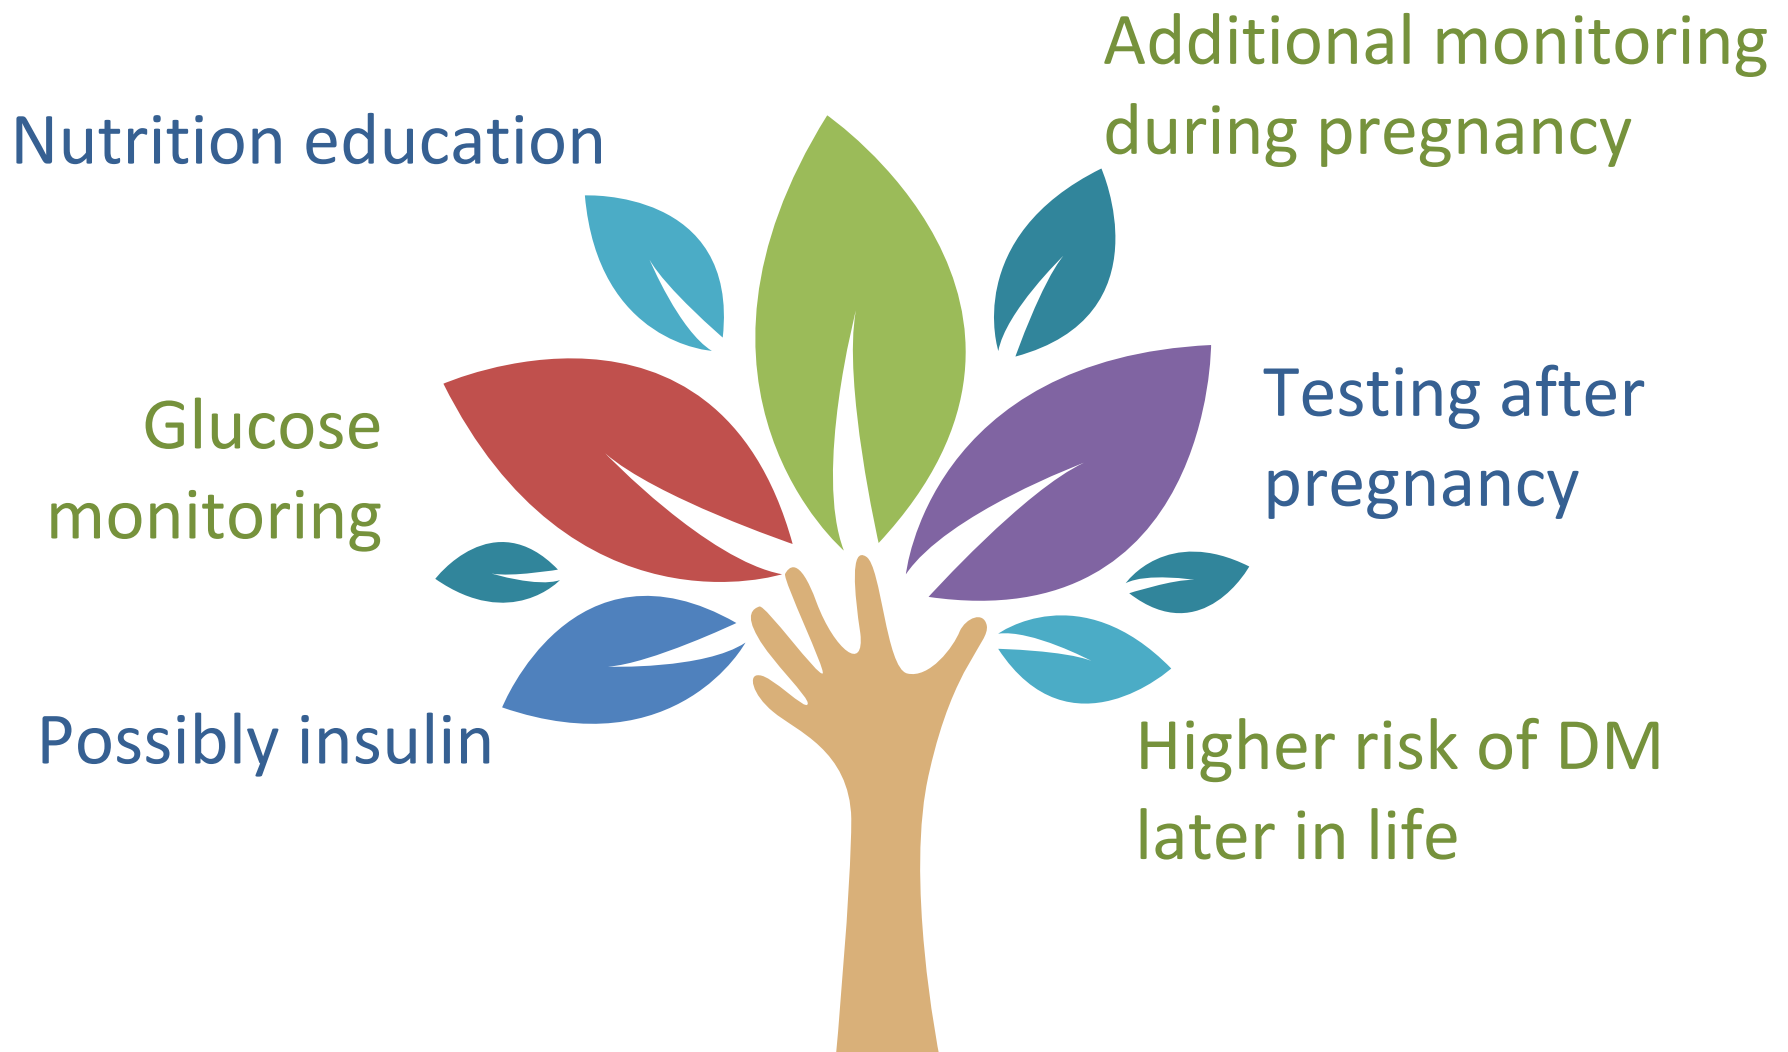 Nutrition education
Glucose
monitoring
Possibly insulin
Additional monitoring
during pregnancy
Testing after
pregnancy
Higher risk of DM
later in life